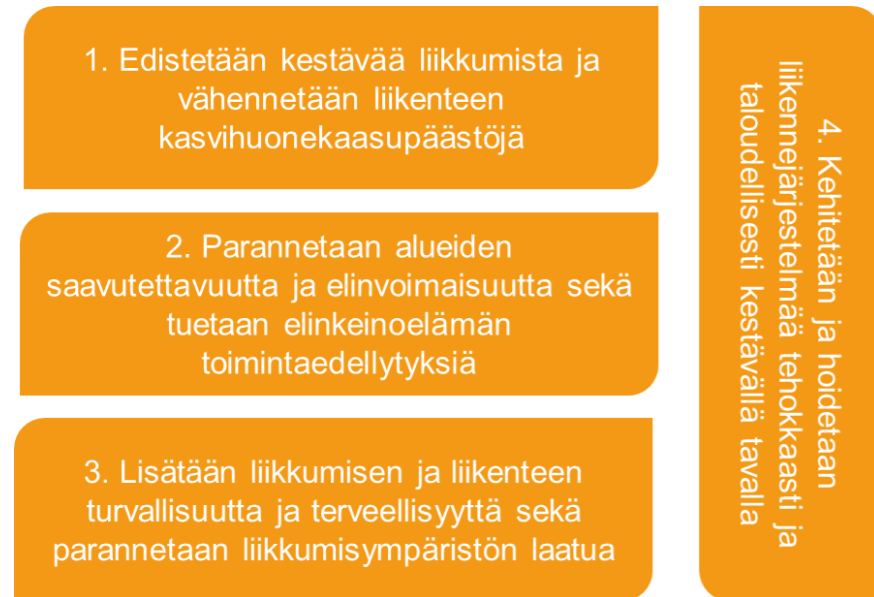 1. Edistetään kestävää liikkumista ja
vähennetään liikenteen
kasvihuonekaasupäästöjä
2. Parannetaan alueiden
saavutettavuutta ja elinvoimaisuutta sekä
tuetaan elinkeinoelämän
toimintaedellytyksiä
3. Lisätään liikkumisen ja liikenteen
turvallisuutta ja terveellisyyttä sekä
parannetaan liikkumisympäristön laatua
4. Kehitetään ja hoidetaan
liikennejärjestelmää tehokkaasti ja
taloudellisesti kestävällä tavalla